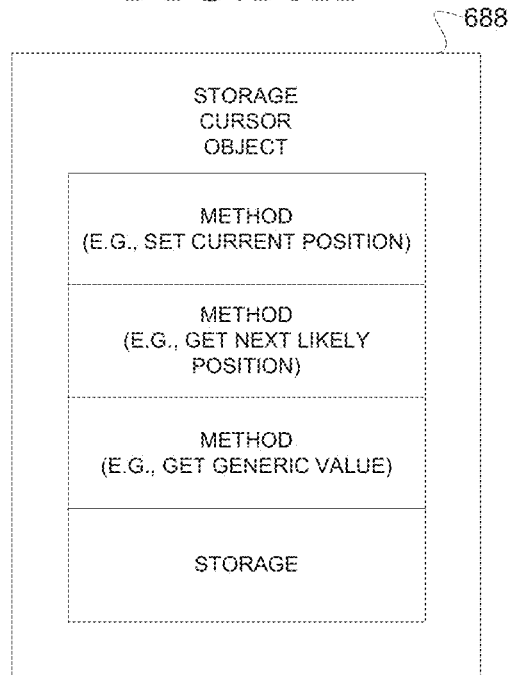 688
STORAGE
CURSOR
OBJECT
METHOD
(E.G., SET CURRENT POSITION)
METHOD
(E.G., GET NEXT LIKELY
POSITION)
METHOD
(E.G., GET GENERIC VALUE)
STORAGE